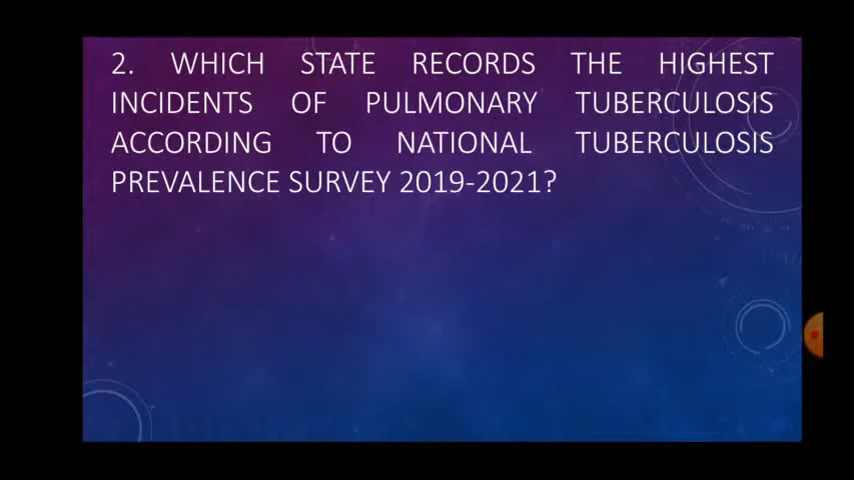 2. WHICH STATE RECORDS THE HIGHEST
INCIDENTS OF PULMONARY TUBERCULOSIS
ACCORDING TO NATIONAL TUBERCULOSIS
PREVALENCE SURVEY 2019-2021?